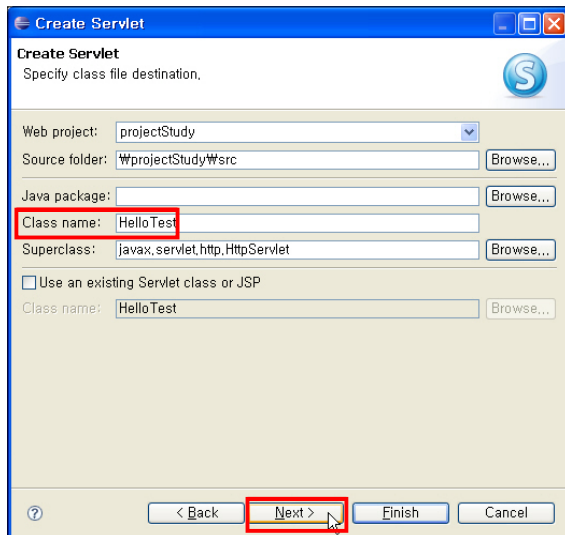 Create Servlet
Create Servlet
Specify class file destination.
S
Web project: projectStudy
Source folder: ₩projectStudy₩src Browse...
Java package: Browse...
Class name: HelloTest
Superclass: javax.servlet.http.HttpServlet Browse...
Use an existing Servlet class or JSP
Class name: HelloTest Browse...
? < Back Next > Finish Cancel